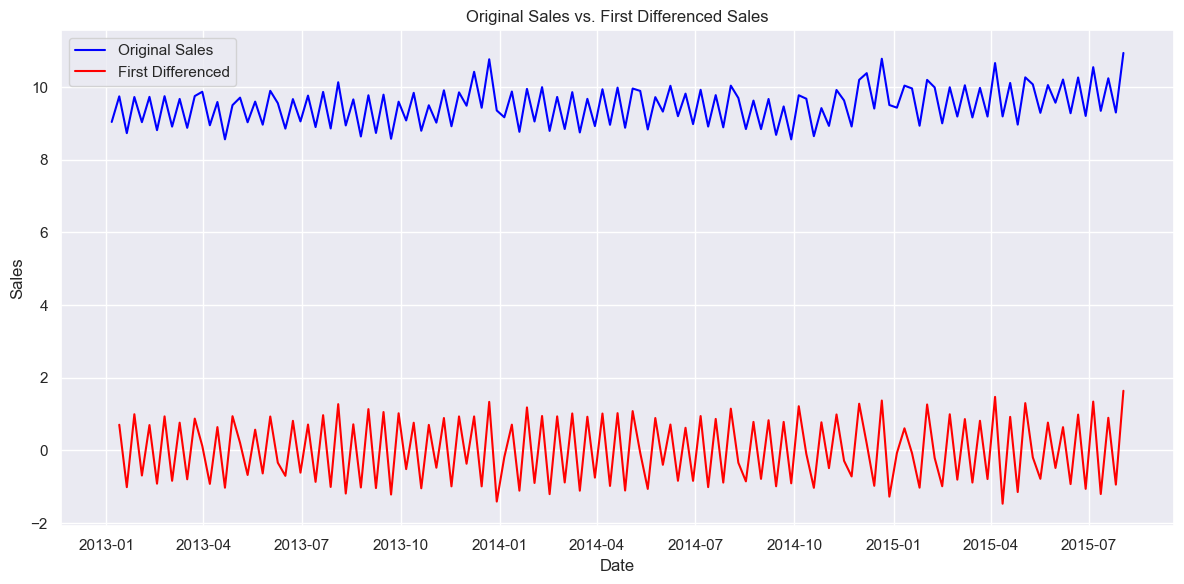 Original Sales vs. First Differenced Sales
Original Sales
First Differenced
Sales
10
8
6
4
2
0
−2
2013-01 2013-04 2013-07 2013-10 2014-01 2014-04 2014-07 2014-10 2015-01 2015-04 2015-07
Date